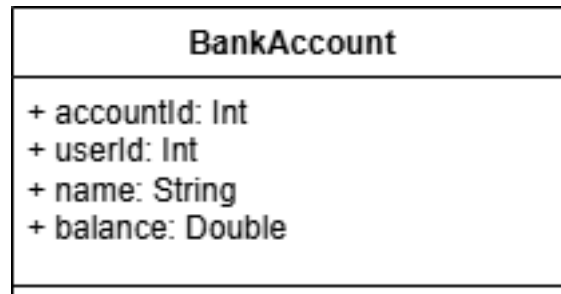 BankAccount
+ accountId: Int
+ userId: Int
+ name: String
+ balance: Double